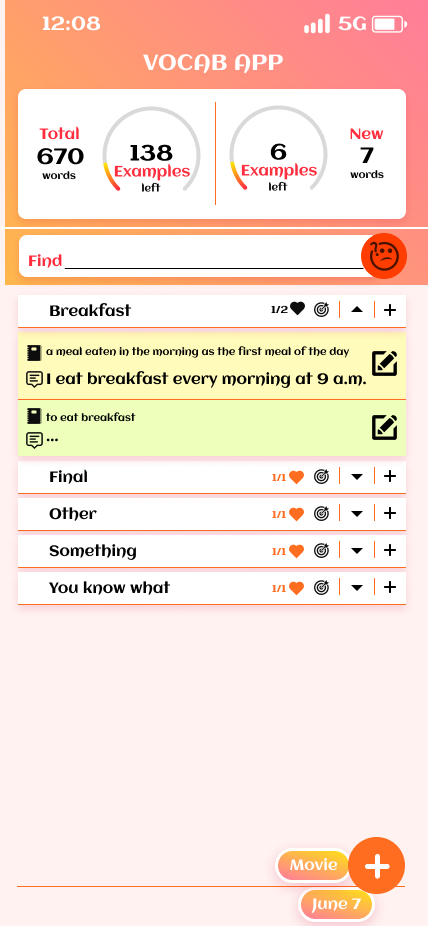 12:08 5G
VOCAB APP
Total
670
words
138
Examples
left
6
Examples
left
New
7
words
Find
Breakfast 1/2
a meal eaten in the morning as the first meal of the day
I eat breakfast every morning at 9 a.m.
to eat breakfast
...
Final 1/1
Other 1/1
Something 1/1
You know what 1/1
Movie
June 7